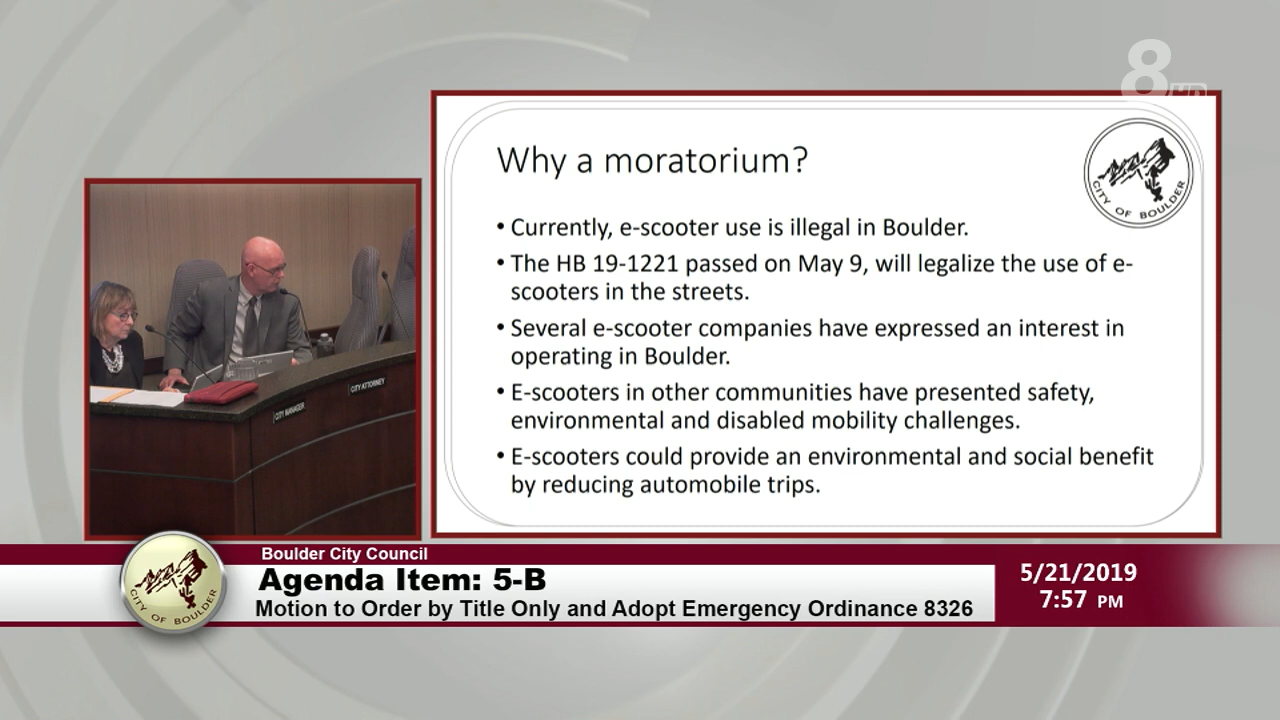 8 HD
Why a moratorium?
CITY OF BOULDER
• Currently, e-scooter use is illegal in Boulder.
• The HB 19-1221 passed on May 9, will legalize the use of e-
scooters in the streets.
• Several e-scooter companies have expressed an interest in
operating in Boulder.
• E-scooters in other communities have presented safety,
environmental and disabled mobility challenges.
• E-scooters could provide an environmental and social benefit
by reducing automobile trips.
CITY MANAGER
CITY ATTORNEY
Boulder City Council
Agenda Item: 5-B
Motion to Order by Title Only and Adopt Emergency Ordinance 8326
CITY OF BOULDER
5/21/2019
7:57 PM